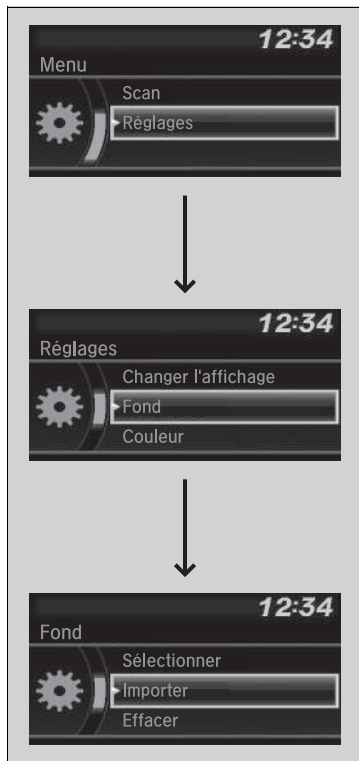 12:34
Menu
Scan
Réglages
12:34
Réglages
Changer l'affichage
Fond
Couleur
12:34
Fond
Sélectionner
Importer
Effacer